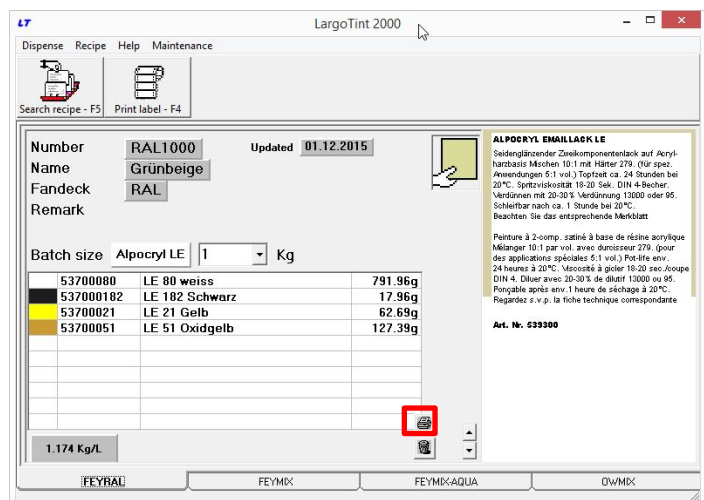 LT LargoTint 2000
Dispense Recipe Help Maintenance
Search recipe - F5 Print label - F4
Number RAL1000 Updated 01.12.2015
Name Grünbeige
Fandeck RAL
Remark
Batch size Alpocryl LE 1 Kg
53700080 LE 80 weiss 791.96g
537000182 LE 182 Schwarz 17.96g
53700021 LE 21 Gelb 62.69g
53700051 LE 51 Oxidgelb 127.39g
1.174 Kg/L
ALPOCRYL EMAILLACK LE
Seidenglänzender Zweikomponentenlack auf Acryl-
harzbasis Mischen 10:1 mit Härter 279. (für spez.
Anwendungen 5:1 vol.) Topfzeit ca. 24 Stunden bei
20°C. Spritzviskosität 18-20 Sek. DIN 4-Becher.
Verdünnen mit 20-30% Verdünnung 13000 oder 95.
Schleifbar nach ca. 1 Stunde bei 20°C.
Beachten Sie das entsprechende Merkblatt
Peinture à 2-comp. satiné à base de résine acrylique
Mélanger 10:1 par vol. avec durcisseur 279. (pour
des applications spéciales 5:1 vol.) Pot-life env.
24 heures à 20°C. Viscosité à gicler 18-20 sec./coupe
DIN 4. Diluer avec 20-30% de dilutif 13000 ou 95.
Ponçable après env. 1 heure de séchage à 20°C.
Regardez s.v.p. la fiche technique correspondante
Art. Nr. 539300
FEYRAL FEYMIX FEYMIX-AQUA OWMIX